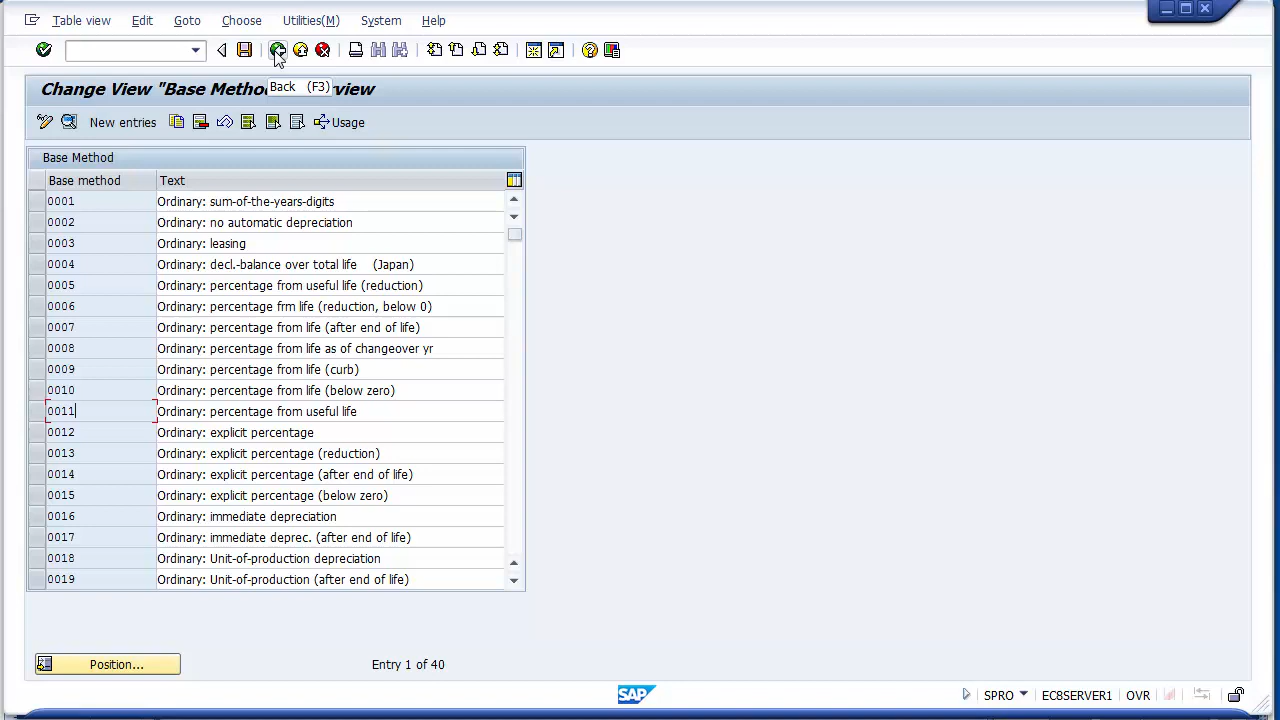 Table view Edit Goto Choose Utilities(M) System Help
Back (F3)
Change View "Base Metho rview
New entries Usage
Base Method
Base method Text
0001 Ordinary: sum-of-the-years-digits
0002 Ordinary: no automatic depreciation
0003 Ordinary: leasing
0004 Ordinary: decl.-balance over total life (Japan)
0005 Ordinary: percentage from useful life (reduction)
0006 Ordinary: percentage frm life (reduction, below 0)
0007 Ordinary: percentage from life (after end of life)
0008 Ordinary: percentage from life as of changeover yr
0009 Ordinary: percentage from life (curb)
0010 Ordinary: percentage from life (below zero)
0011 Ordinary: percentage from useful life
0012 Ordinary: explicit percentage
0013 Ordinary: explicit percentage (reduction)
0014 Ordinary: explicit percentage (after end of life)
0015 Ordinary: explicit percentage (below zero)
0016 Ordinary: immediate depreciation
0017 Ordinary: immediate deprec. (after end of life)
0018 Ordinary: Unit-of-production depreciation
0019 Ordinary: Unit-of-production (after end of life)
Position... Entry 1 of 40
SAP SPRO EC8SERVER1 OVR